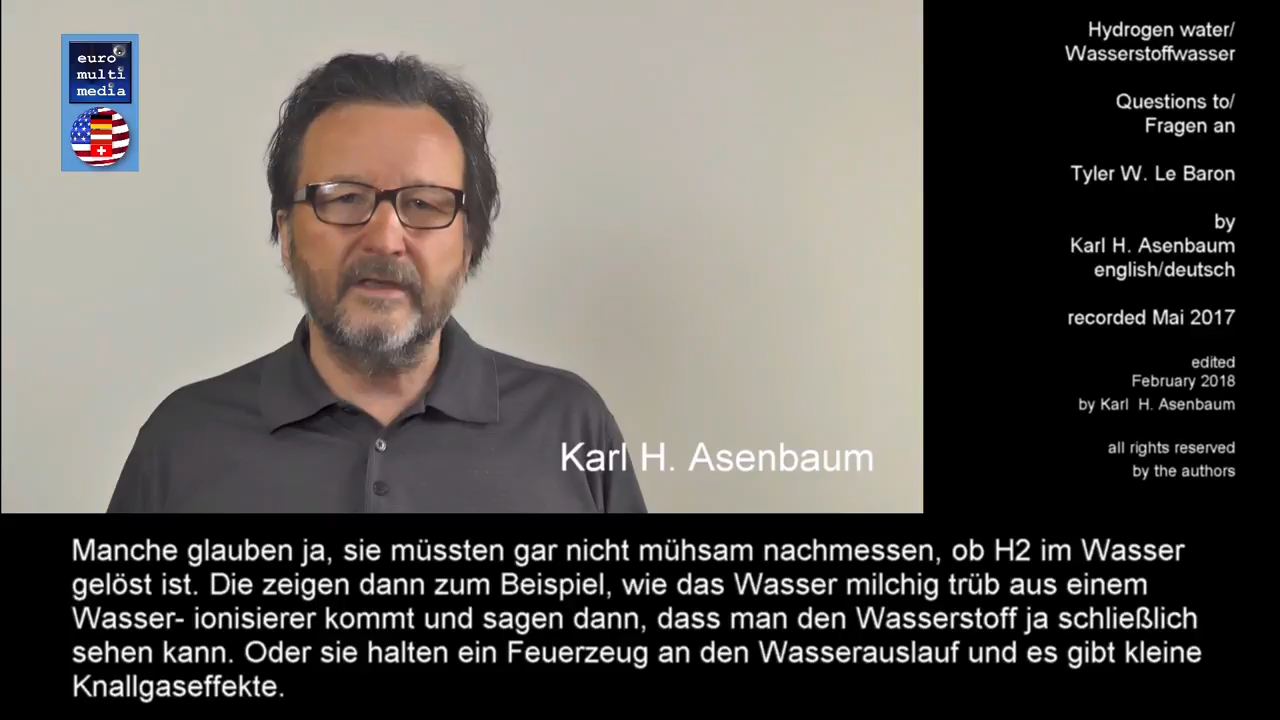 euro
multi
media
Hydrogen water/
Wasserstoffwasser
Questions to/
Fragen an
Tyler W. Le Baron
by
Karl H. Asenbaum
english/deutsch
recorded Mai 2017
edited
February 2018
by Karl H. Asenbaum
all rights reserved
by the authors
Karl H. Asenbaum
Manche glauben ja, sie müssten gar nicht mühsam nachmessen, ob H2 im Wasser
gelöst ist. Die zeigen dann zum Beispiel, wie das Wasser milchig trüb aus einem
Wasser- ionisierer kommt und sagen dann, dass man den Wasserstoff ja schließlich
sehen kann. Oder sie halten ein Feuerzeug an den Wasserauslauf und es gibt kleine
Knallgaseffekte.